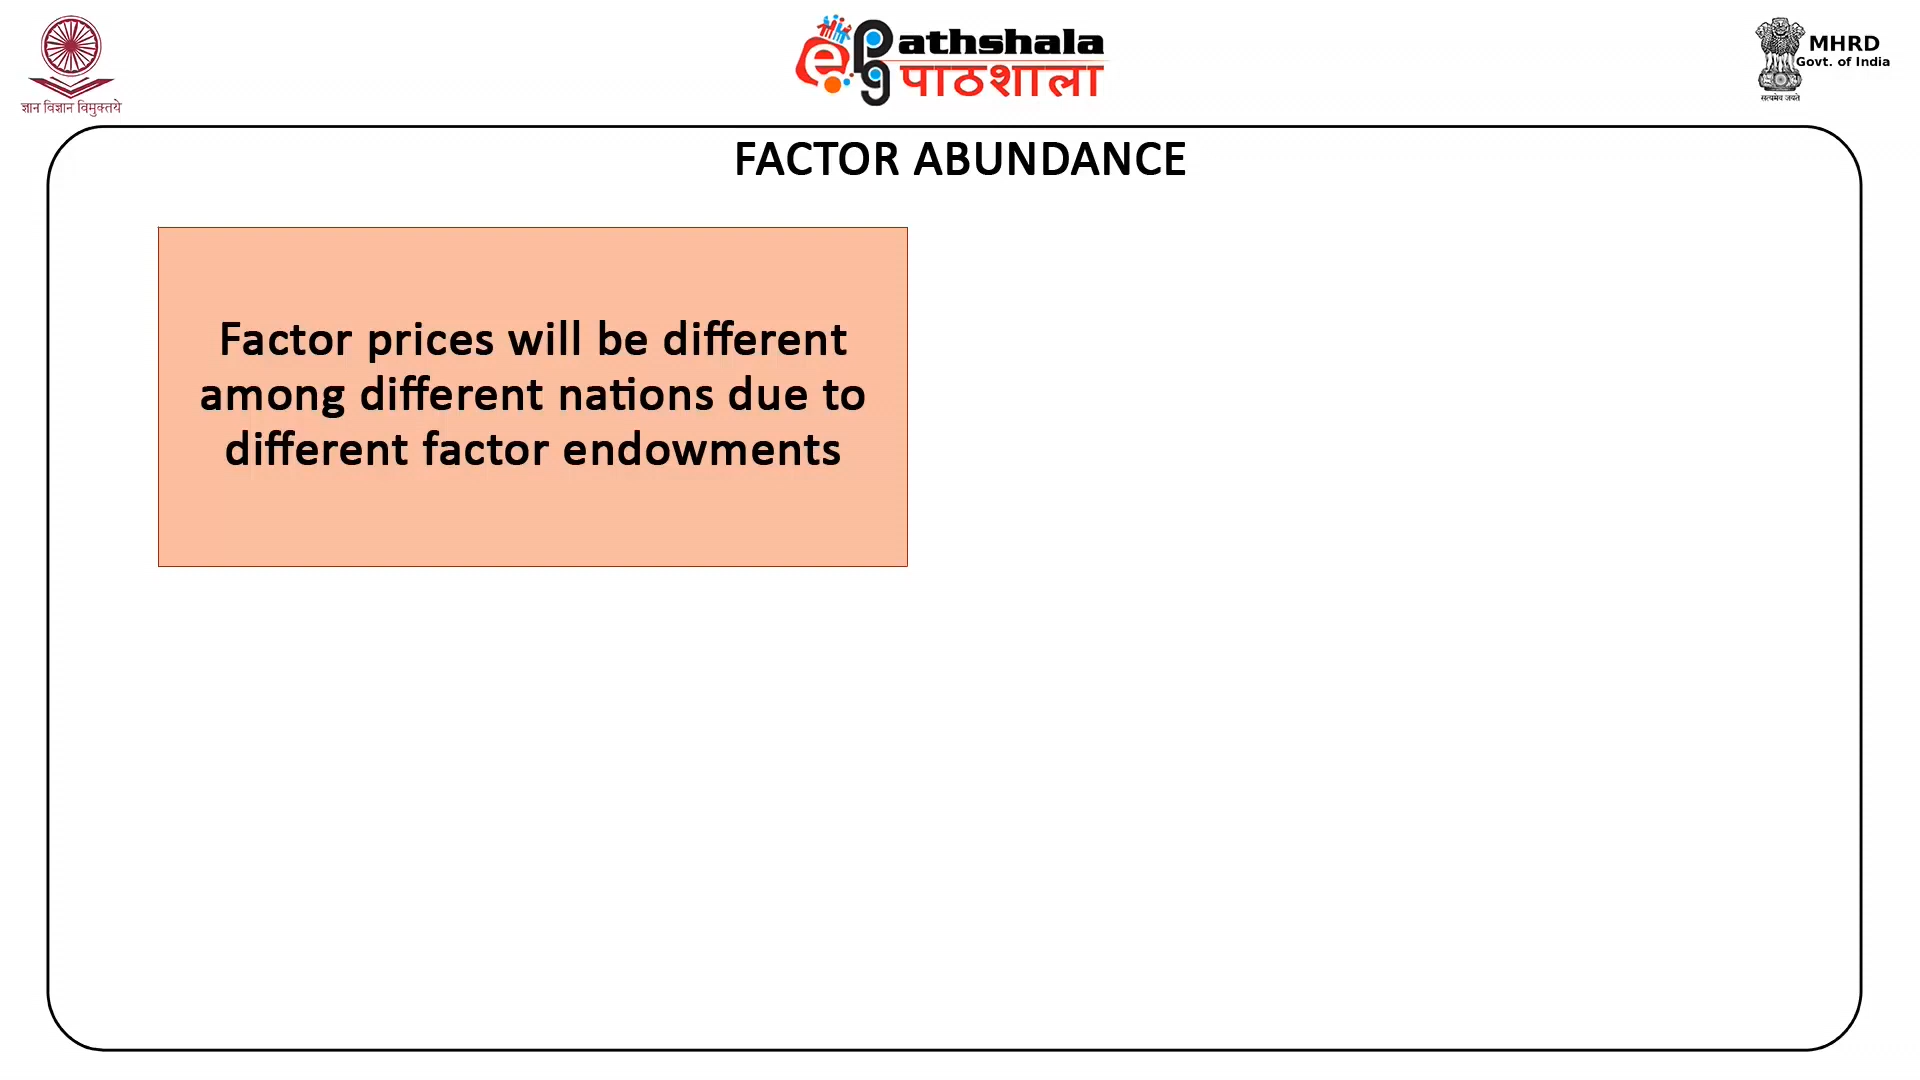 ज्ञान विज्ञान विमुक्तये
ePG Pathshala
पाठशाला
MHRD
Govt. of India
सत्यमेव जयते
FACTOR ABUNDANCE
Factor prices will be different
among different nations due to
different factor endowments